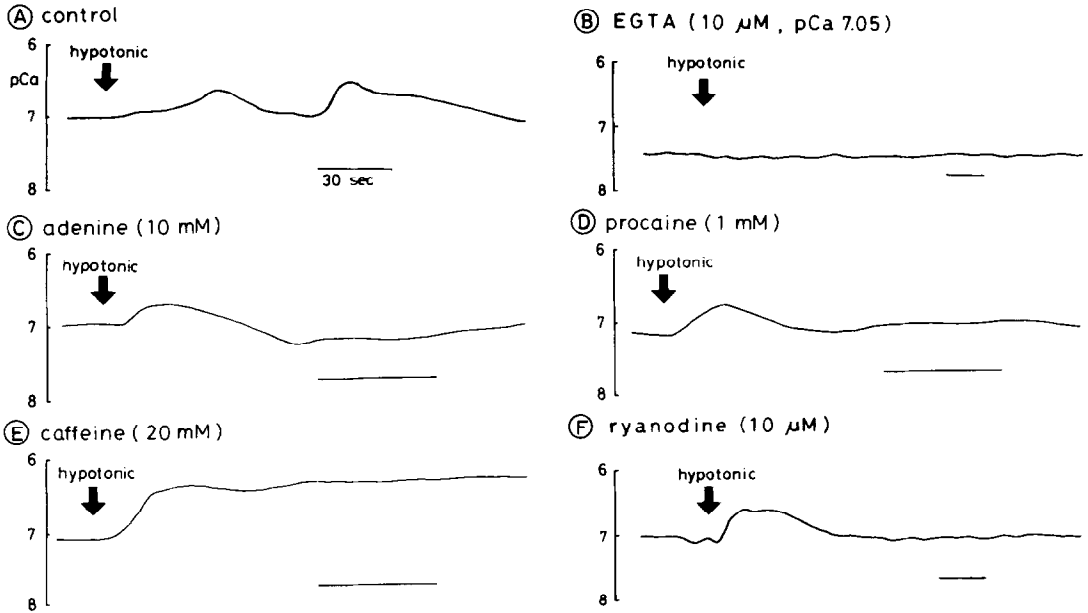 Ⓐ control
6
hypotonic
pCa
7
8
30 sec
Ⓑ EGTA (10 µM, pCa 7.05)
6
hypotonic
7
8
Ⓒ adenine (10 mM)
6
hypotonic
7
8
Ⓓ procaine (1 mM)
6
hypotonic
7
8
Ⓔ caffeine (20 mM)
6
hypotonic
7
8
Ⓕ ryanodine (10 µM)
6
hypotonic
7
8